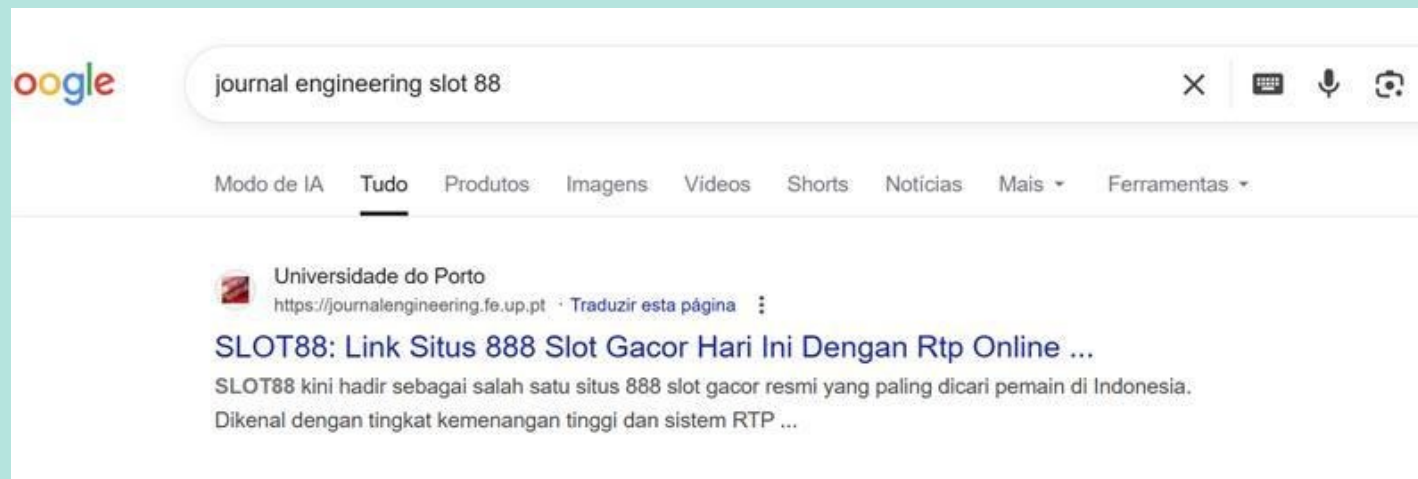 oogle
journal engineering slot 88
Modo de IA Tudo Produtos Imagens Vídeos Shorts Notícias Mais Ferramentas
Universidade do Porto
https://journalengineering.fe.up.pt · Traduzir esta página
SLOT88: Link Situs 888 Slot Gacor Hari Ini Dengan Rtp Online ...
SLOT88 kini hadir sebagai salah satu situs 888 slot gacor resmi yang paling dicari pemain di Indonesia.
Dikenal dengan tingkat kemenangan tinggi dan sistem RTP ...